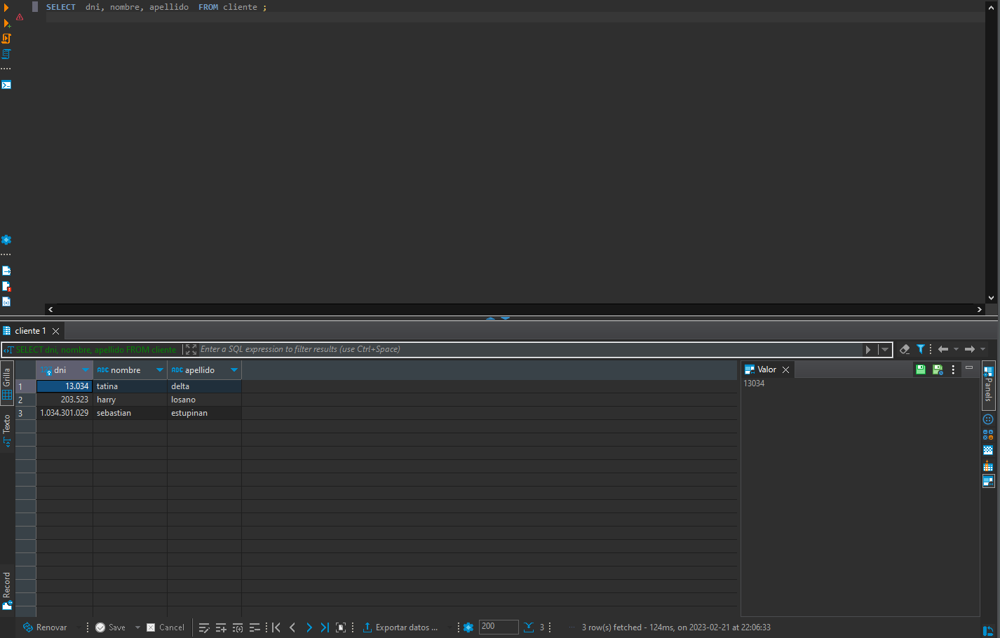 SELECT  dni, nombre, apellido  FROM cliente ;
cliente 1
SELECT dni, nombre, apellido FROM cliente
Enter a SQL expression to filter results (use Ctrl+Space)
Grilla
Texto
Record
dni ABC nombre ABC apellido
1 13.034 tatina delta
2 203.523 harry losano
3 1.034.301.029 sebastian estupinan
Valor
13034
Panels
Renovar Save Cancel Exportar datos ... 200 3 3 row(s) fetched - 124ms, on 2023-02-21 at 22:06:33